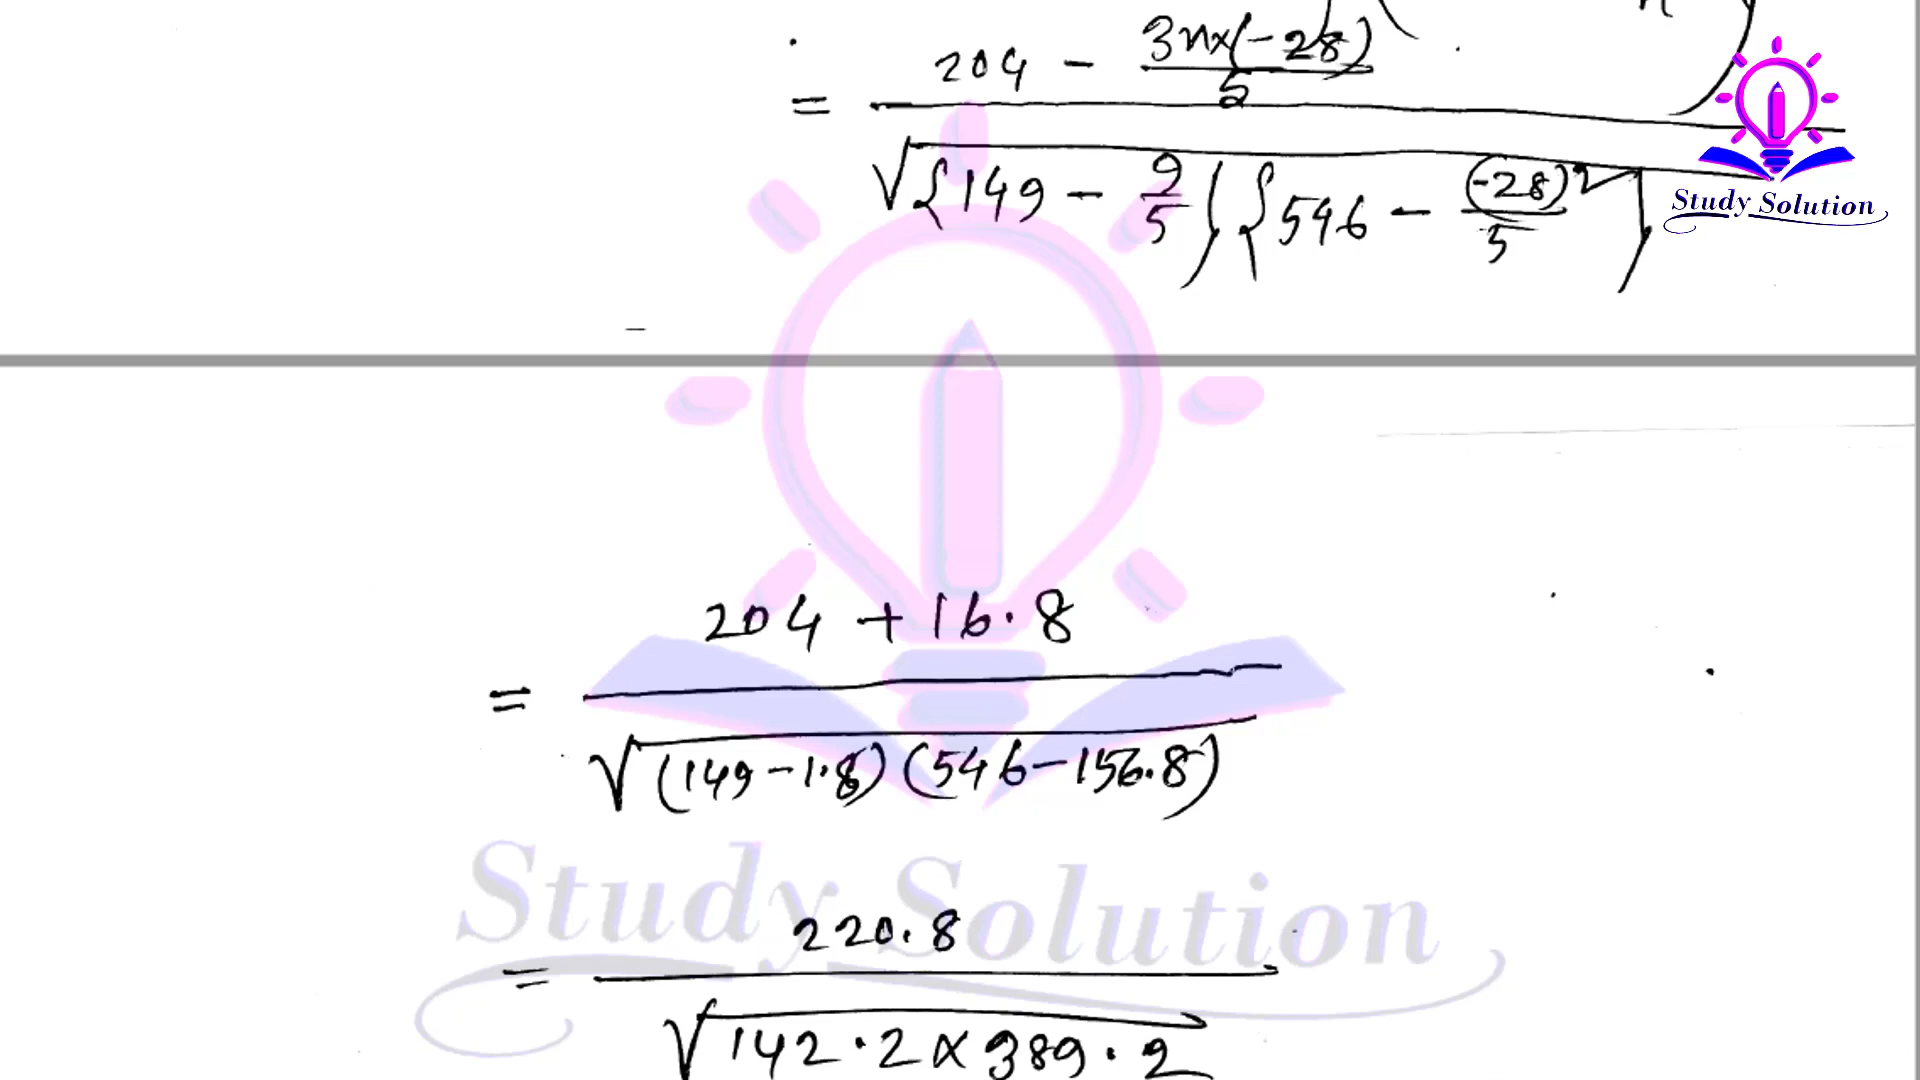 = 204 - 3×(-28)/5
√{149 - 9/5}{546 - (-28)²/5}
Study Solution
= 204 + 16.8
√(149-1.8)(546-156.8)
Study Solution
= 220.8
√142.2×389.2